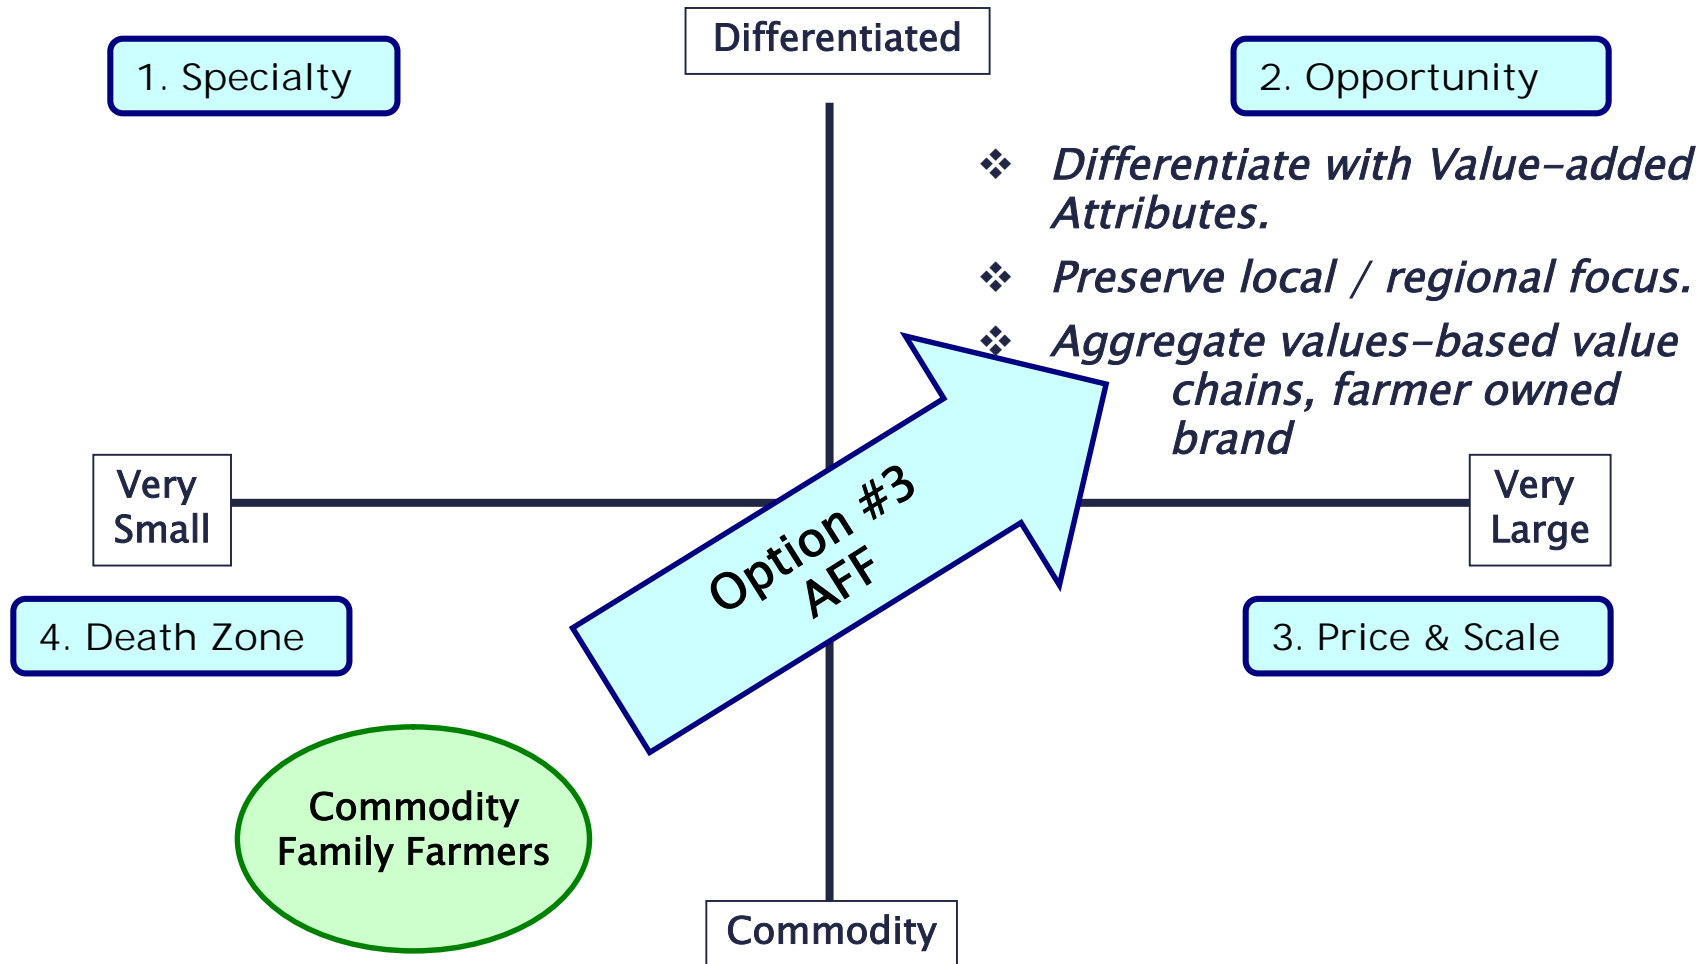 Differentiated
1. Specialty
2. Opportunity
❖ Differentiate with Value-added
Attributes.
❖ Preserve local / regional focus.
❖ Aggregate values-based value
chains, farmer owned
brand
Very
Small
Very
Large
Option #3
AFF
4. Death Zone
3. Price & Scale
Commodity
Family Farmers
Commodity